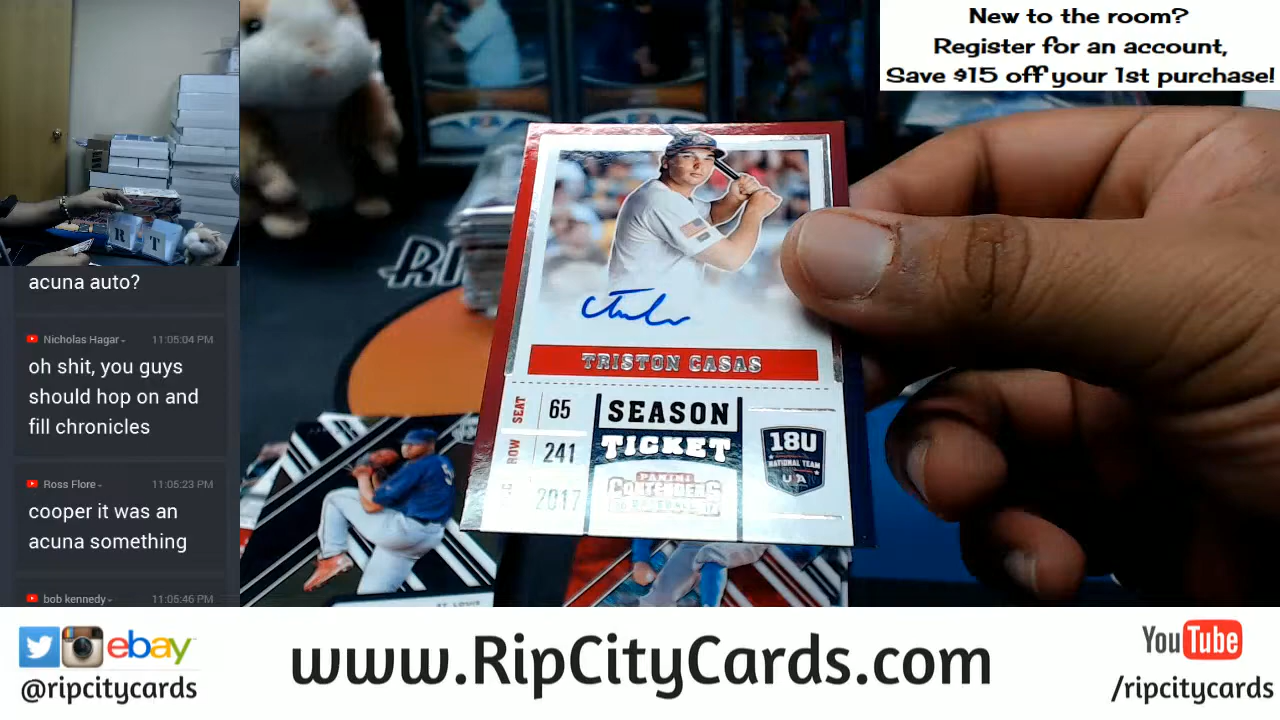 New to the room?
Register for an account,
Save $15 off your 1st purchase!
R T
acuna auto?
Nicholas Hagar
11:05:04 PM
oh shit, you guys
should hop on and
fill chronicles
Ross Flore
11:05:23 PM
cooper it was an
acuna something
bob kennedy
11:05:46 PM
TRISTON CASAS
SEAT 65
ROW 241
2017
SEASON
TICKET
PANINI
CONTENDERS
18U
NATIONAL TEAM
ST. LOUIS
ebay
@ripcitycards
www.RipCityCards.com
YouTube
/ripcitycards